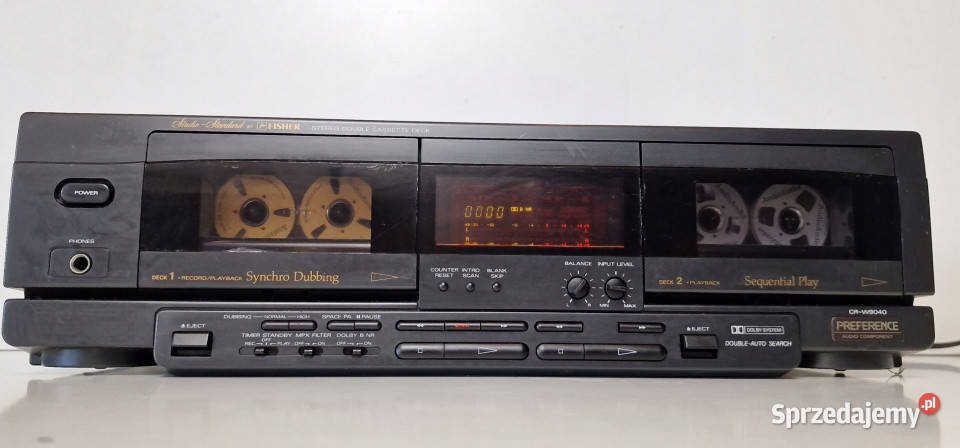 Studio-Standard by FISHER STEREO DOUBLE CASSETTE DECK
POWER
PHONES
0000 B NR
DECK 1 • RECORD/PLAYBACK Synchro Dubbing
COUNTER RESET INTRO SCAN BLANK SKIP
BALANCE INPUT LEVEL
R MIN MAX
DECK 2 • PLAYBACK Sequential Play
CR-W9040
PREFERENCE
AUDIO COMPONENT
EJECT
DUBBING NORMAL HIGH SPACE PAUSE
TIMER STANDBY MPX FILTER DOLBY B NR
REC OFF PLAY OFF ON OFF ON
EJECT
DOLBY SYSTEM
DOUBLE-AUTO SEARCH
Sprzedajemy.pl